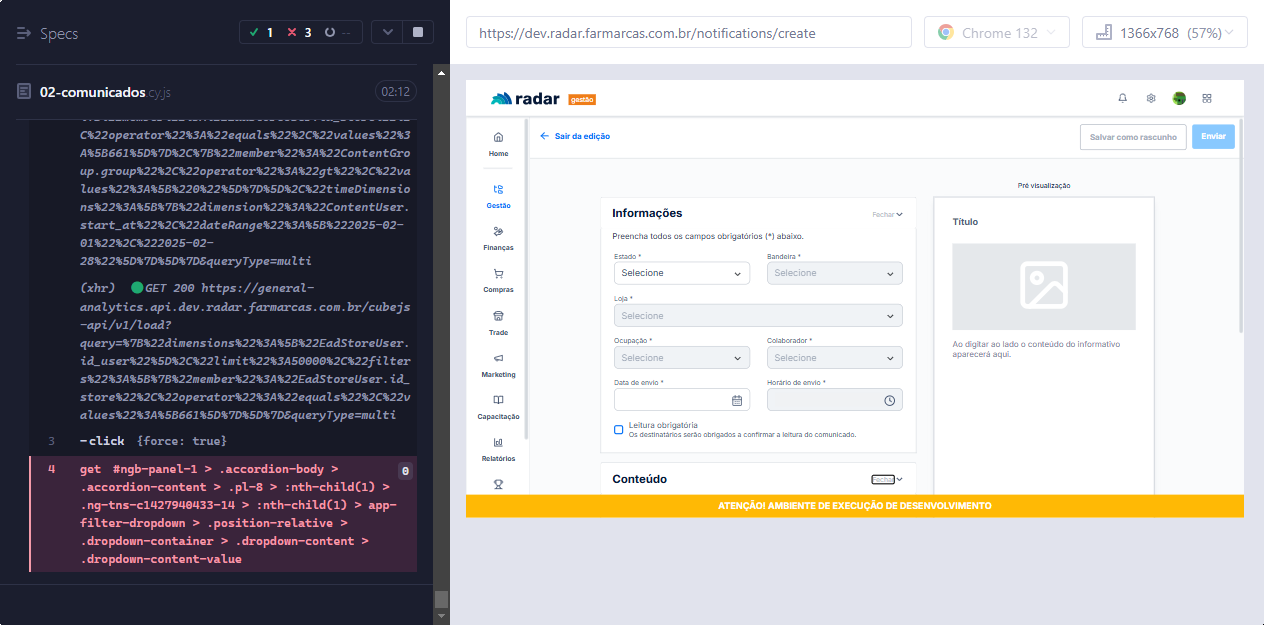 Specs
1
3
--
02-comunicados.cy.js
02:12
C%22operator%22%3A%22equals%22%2C%22values%22%3
A%5B661%5D%7D%2C%7B%22member%22%3A%22ContentGro
up.group%22%2C%22operator%22%3A%22gt%22%2C%22va
lues%22%3A%5B%220%22%5D%7D%5D%2C%22timeDimensio
ns%22%3A%5B%7B%22dimension%22%3A%22ContentUser.
start_at%22%2C%22dateRange%22%3A%5B%222025-02-
01%22%2C%222025-02-
28%22%5D%7D%5D%7D&queryType=multi
(xhr) GET 200 https://general-
analytics.api.dev.radar.farmarcas.com.br/cubejs
-api/v1/load?
query=%7B%22dimensions%22%3A%5B%22EadStoreUser.
id_user%22%5D%2C%22limit%22%3A50000%2C%22filter
s%22%3A%5B%7B%22member%22%3A%22EadStoreUser.id_
store%22%2C%22operator%22%3A%22equals%22%2C%22v
alues%22%3A%5B661%5D%7D%5D%7D&queryType=multi
3 -click {force: true}
4 get #ngb-panel-1 > .accordion-body > 0
.accordion-content > .pl-8 > :nth-child(1) >
.ng-tns-c1427940433-14 > :nth-child(1) > app-
filter-dropdown > .position-relative >
.dropdown-container > .dropdown-content >
.dropdown-content-value
https://dev.radar.farmarcas.com.br/notifications/create
Chrome 132
1366x768 (57%)
radar gestão
Home
Gestão
Finanças
Compras
Trade
Marketing
Capacitação
Relatórios
Sair da edição
Salvar como rascunho
Enviar
Informações
Fechar
Preencha todos os campos obrigatórios (*) abaixo.
Estado *
Bandeira *
Selecione
Selecione
Loja *
Selecione
Ocupação *
Colaborador *
Selecione
Selecione
Data de envio *
Horário de envio *
Leitura obrigatória
Os destinatários serão obrigados a confirmar a leitura do comunicado.
Conteúdo
Fechar
Pré visualização
Título
Ao digitar ao lado o conteúdo do informativo
aparecerá aqui.
ATENÇÃO! AMBIENTE DE EXECUÇÃO DE DESENVOLVIMENTO